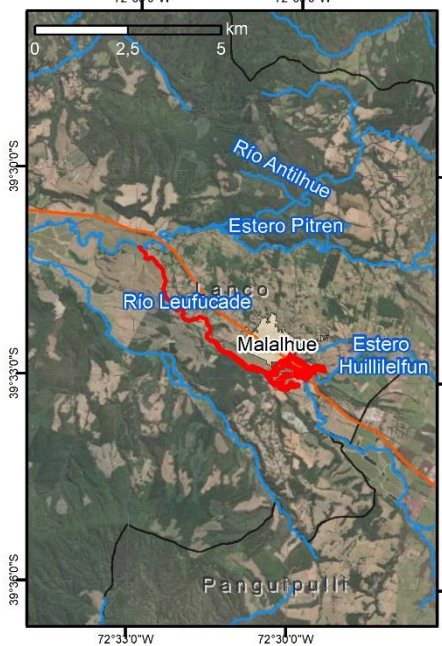 km
0 2,5 5
39°30'0"S
Río Antilhue
Estero Pitren
Lanco
Río Leufucade
Malalhue
Estero
Huillilelfun
39°33'0"S
39°36'0"S
Panguipulli
72°33'0"W 72°30'0"W